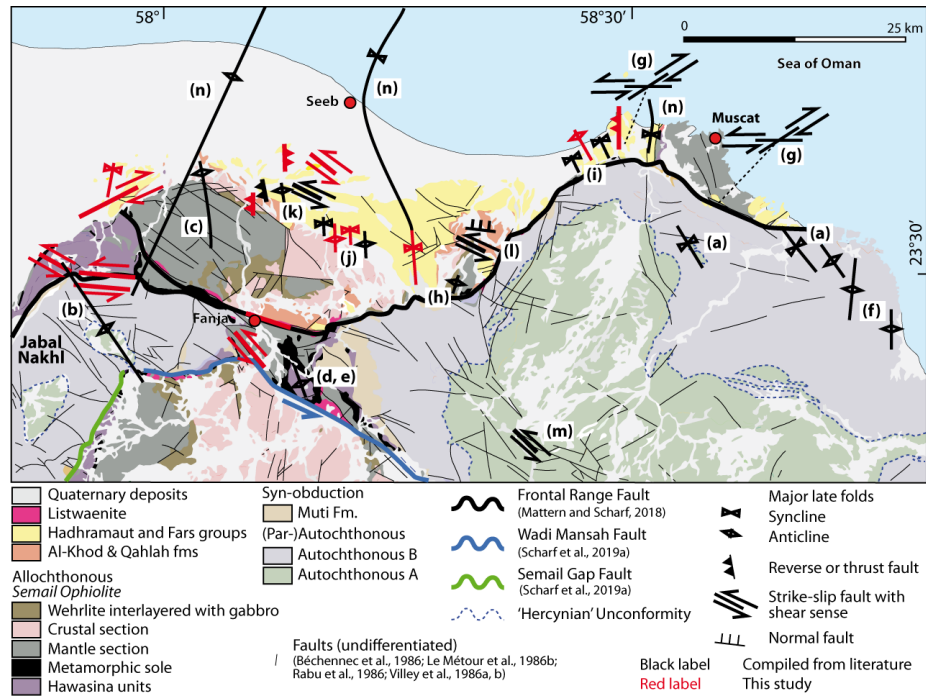 58°
58°30'
25 km
0
(g)
Sea of Oman
(n)
Seeb
(n)
(n)
Muscat
(g)
(i)
(k)
(c)
(a)
(a)
(j)
(l)
23°30'
(h)
(f)
(b)
Fanja
Jabal
Nakhl
(d, e)
(m)
Quaternary deposits
Listwaenite
Hadhramaut and Fars groups
Al-Khod & Qahlah fms
Allochthonous
Semail Ophiolite
Wehrlite interlayered with gabbro
Crustal section
Mantle section
Metamorphic sole
Hawasina units
Syn-obduction
Muti Fm.
(Par-)Autochthonous
Autochthonous B
Autochthonous A
Faults (undifferentiated)
(Béchennec et al., 1986; Le Métour et al., 1986b;
Rabu et al., 1986; Villey et al., 1986a, b)
Frontal Range Fault
(Mattern and Scharf, 2018)
Wadi Mansah Fault
(Scharf et al., 2019a)
Semail Gap Fault
(Scharf et al., 2019a)
'Hercynian' Unconformity
Major late folds
Syncline
Anticline
Reverse or thrust fault
Strike-slip fault with
shear sense
Normal fault
Black label Compiled from literature
Red label This study